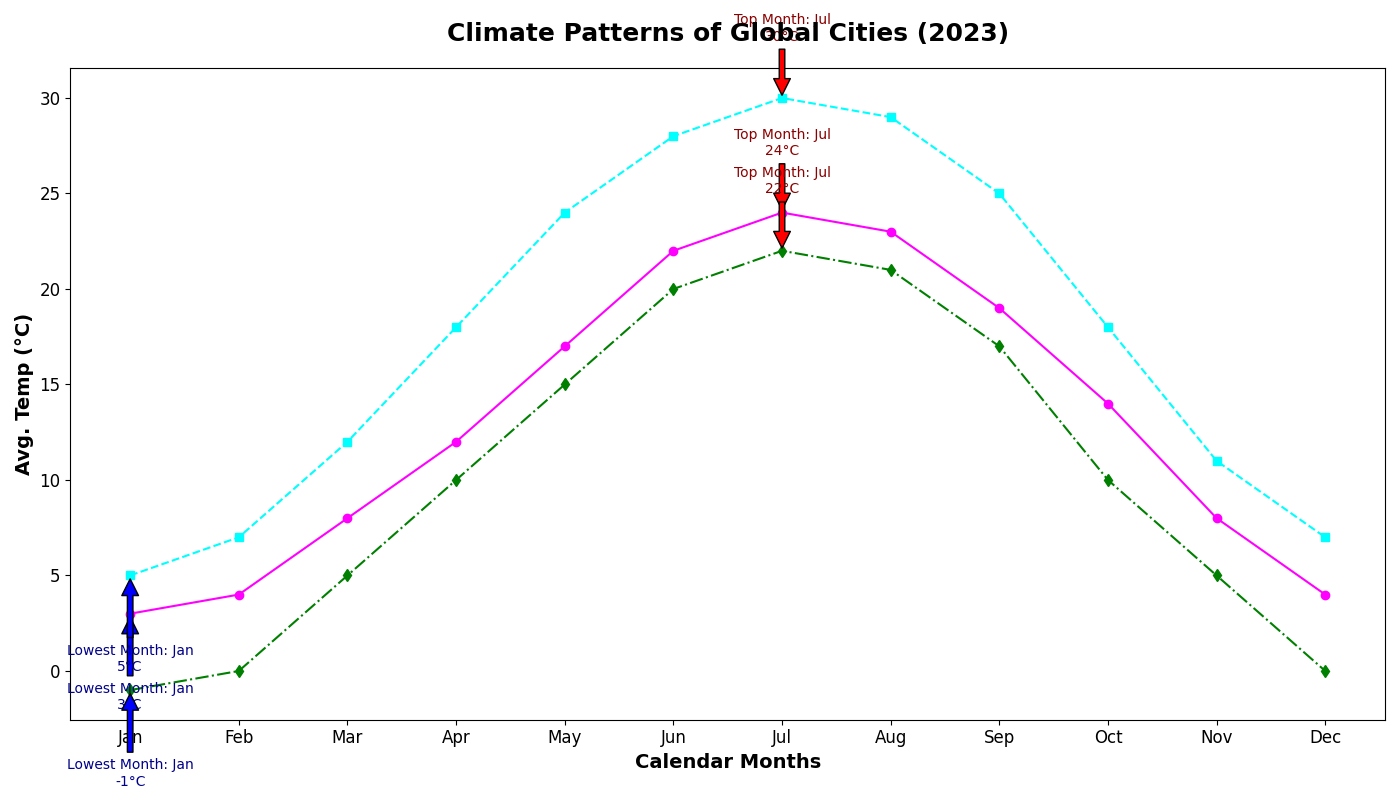 Top Month: Jul
30°C
Climate Patterns of Global Cities (2023)
Top Month: Jul
24°C
Top Month: Jul
22°C
30
25
20
15
10
5
0
Avg. Temp (°C)
Lowest Month: Jan
5°C
Lowest Month: Jan
3°C
Jan Feb Mar Apr May Jun Jul Aug Sep Oct Nov Dec
Calendar Months
Lowest Month: Jan
-1°C